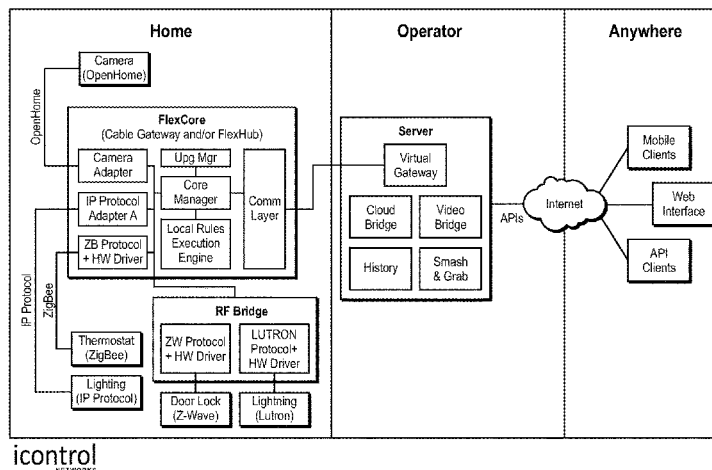 Home
Operator
Anywhere
Camera
(OpenHome)
OpenHome
FlexCore
(Cable Gateway and/or FlexHub)
Camera
Adapter
Upg Mgr
Core
Manager
Comm
Layer
IP Protocol
Adapter A
Local Rules
Execution
Engine
ZB Protocol
+ HW Driver
IP Protocol
ZigBee
RF Bridge
ZW Protocol
+ HW Driver
LUTRON
Protocol+
HW Driver
Thermostat
(ZigBee)
Lighting
(IP Protocol)
Door Lock
(Z-Wave)
Lightning
(Lutron)
Server
Virtual
Gateway
Cloud
Bridge
Video
Bridge
History
Smash
& Grab
APIs
Internet
Mobile
Clients
Web
Interface
API
Clients
icontrol
NETWORKS